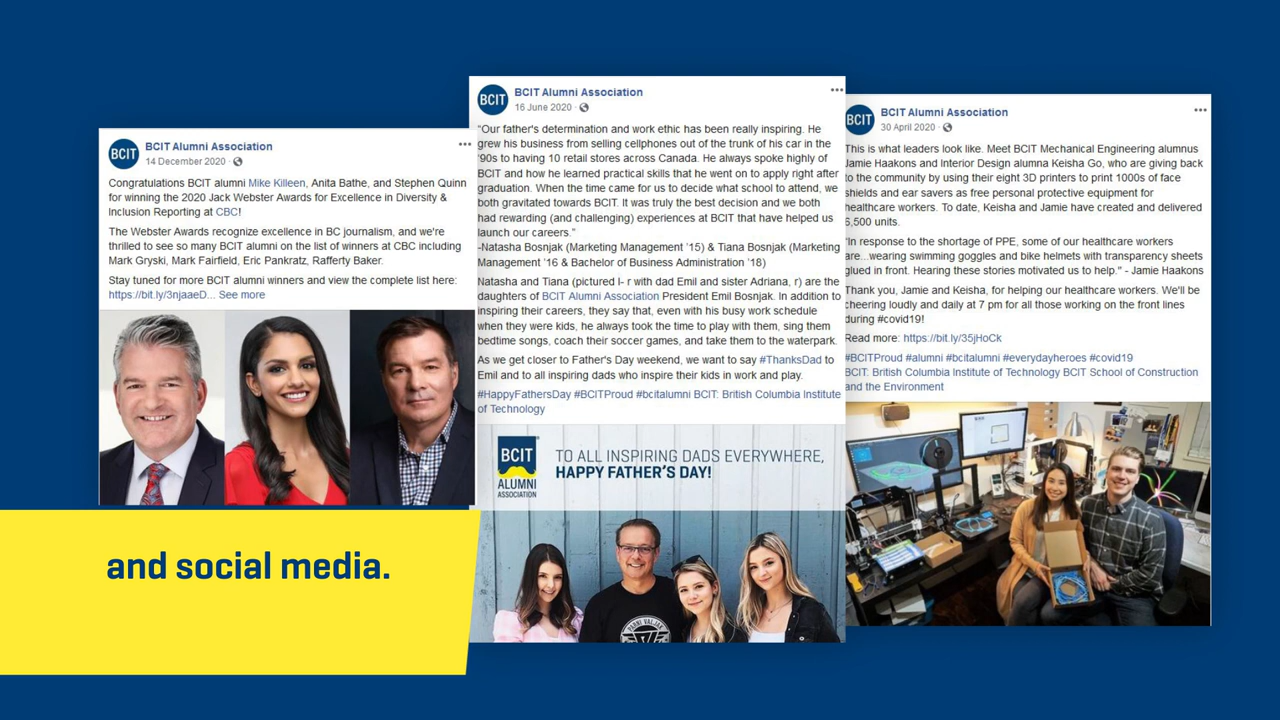 BCIT
BCIT Alumni Association
14 December 2020 ·
Congratulations BCIT alumni Mike Killeen, Anita Bathe, and Stephen Quinn
for winning the 2020 Jack Webster Awards for Excellence in Diversity &
Inclusion Reporting at CBC!
The Webster Awards recognize excellence in BC journalism, and we're
thrilled to see so many BCIT alumni on the list of winners at CBC including
Mark Gryski, Mark Fairfield, Eric Pankratz, Rafferty Baker.
Stay tuned for more BCIT alumni winners and view the complete list here:
https://bit.ly/3njaaeD... See more
and social media.
BCIT
BCIT Alumni Association
16 June 2020 ·
"Our father's determination and work ethic has been really inspiring. He
grew his business from selling cellphones out of the trunk of his car in the
'90s to having 10 retail stores across Canada. He always spoke highly of
BCIT and how he learned practical skills that he went on to apply right after
graduation. When the time came for us to decide what school to attend, we
both gravitated towards BCIT. It was truly the best decision and we both
had rewarding (and challenging) experiences at BCIT that have helped us
launch our careers."
-Natasha Bosnjak (Marketing Management '15) & Tiana Bosnjak (Marketing
Management '16 & Bachelor of Business Administration '18)
Natasha and Tiana (pictured l- r with dad Emil and sister Adriana, r) are the
daughters of BCIT Alumni Association President Emil Bosnjak. In addition to
inspiring their careers, they say that, even with his busy work schedule
when they were kids, he always took the time to play with them, sing them
bedtime songs, coach their soccer games, and take them to the waterpark.
As we get closer to Father's Day weekend, we want to say #ThanksDad to
Emil and to all inspiring dads who inspire their kids in work and play.
#HappyFathersDay #BCITProud #bcitalumni BCIT: British Columbia Institute
of Technology
BCIT
ALUMNI
ASSOCIATION
TO ALL INSPIRING DADS EVERYWHERE,
HAPPY FATHER'S DAY!
BCIT
BCIT Alumni Association
30 April 2020 ·
This is what leaders look like. Meet BCIT Mechanical Engineering alumnus
Jamie Haakons and Interior Design alumna Keisha Go, who are giving back
to the community by using their eight 3D printers to print 1000s of face
shields and ear savers as free personal protective equipment for
healthcare workers. To date, Keisha and Jamie have created and delivered
6,500 units.
"In response to the shortage of PPE, some of our healthcare workers
are...wearing swimming goggles and bike helmets with transparency sheets
glued in front. Hearing these stories motivated us to help." - Jamie Haakons
Thank you, Jamie and Keisha, for helping our healthcare workers. We'll be
cheering loudly and daily at 7 pm for all those working on the front lines
during #covid19!
Read more: https://bit.ly/35jHoCk
#BCITProud #alumni #bcitalumni #everydayheroes #covid19
BCIT: British Columbia Institute of Technology BCIT School of Construction
and the Environment